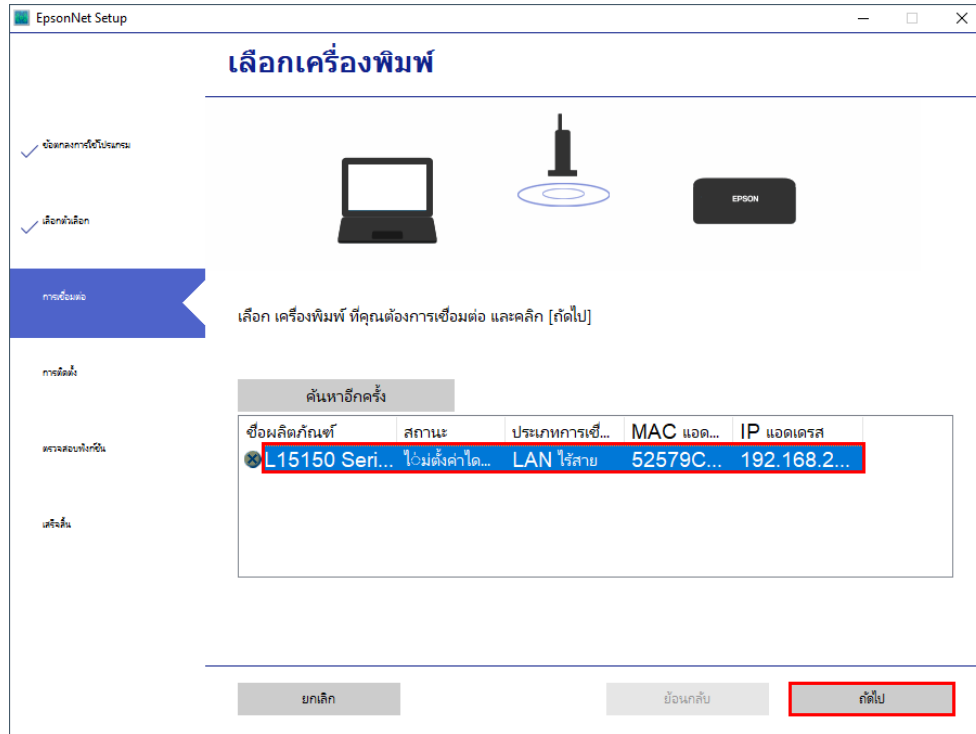 EpsonNet Setup
เลือกเครื่องพิมพ์
ข้อตกลงการใช้โปรแกรม
เลือกตัวเลือก
การเชื่อมต่อ
การติดตั้ง
ตรวจสอบฟังก์ชัน
เสร็จสิ้น
EPSON
เลือก เครื่องพิมพ์ ที่คุณต้องการเชื่อมต่อ และคลิก [ถัดไป]
ค้นหาอีกครั้ง
ชื่อผลิตภัณฑ์ สถานะ ประเภทการเชื่... MAC แอด... IP แอดเดรส
L15150 Seri... ไ่ม่ตั้งค่าได... LAN ไร้สาย 52579C... 192.168.2...
ยกเลิก ย้อนกลับ ถัดไป